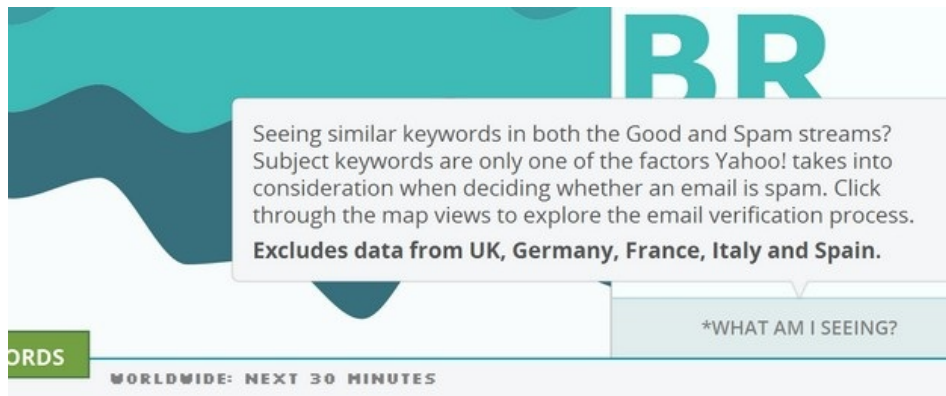 BR
Seeing similar keywords in both the Good and Spam streams?
Subject keywords are only one of the factors Yahoo! takes into
consideration when deciding whether an email is spam. Click
through the map views to explore the email verification process.
Excludes data from UK, Germany, France, Italy and Spain.
*WHAT AM I SEEING?
ORDS
WORLDWIDE: NEXT 30 MINUTES